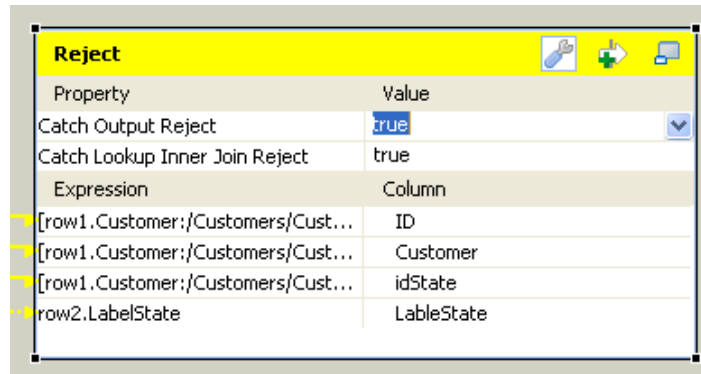 Reject
Property Value
Catch Output Reject true
Catch Lookup Inner Join Reject true
Expression Column
[row1.Customer:/Customers/Cust... ID
[row1.Customer:/Customers/Cust... Customer
[row1.Customer:/Customers/Cust... idState
row2.LabelState LableState